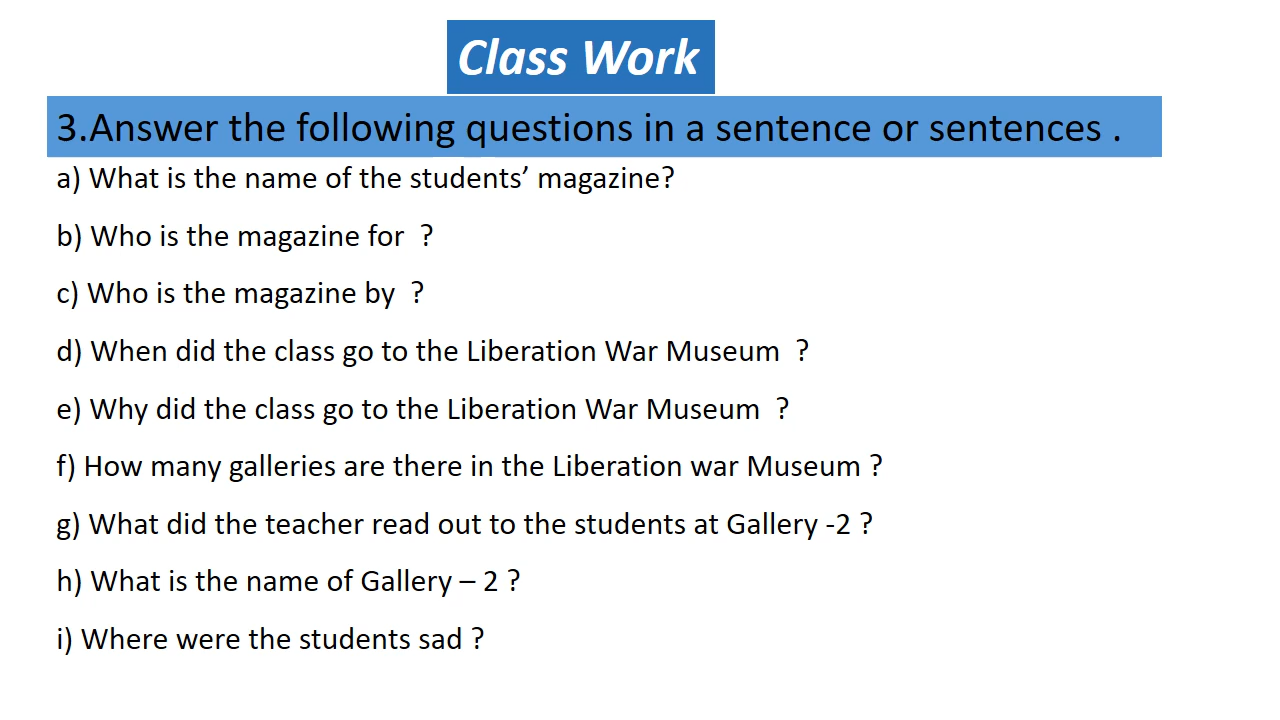 Class Work
3.Answer the following questions in a sentence or sentences .
a) What is the name of the students’ magazine?
b) Who is the magazine for  ?
c) Who is the magazine by  ?
d) When did the class go to the Liberation War Museum  ?
e) Why did the class go to the Liberation War Museum  ?
f) How many galleries are there in the Liberation war Museum ?
g) What did the teacher read out to the students at Gallery -2 ?
h) What is the name of Gallery – 2 ?
i) Where were the students sad ?